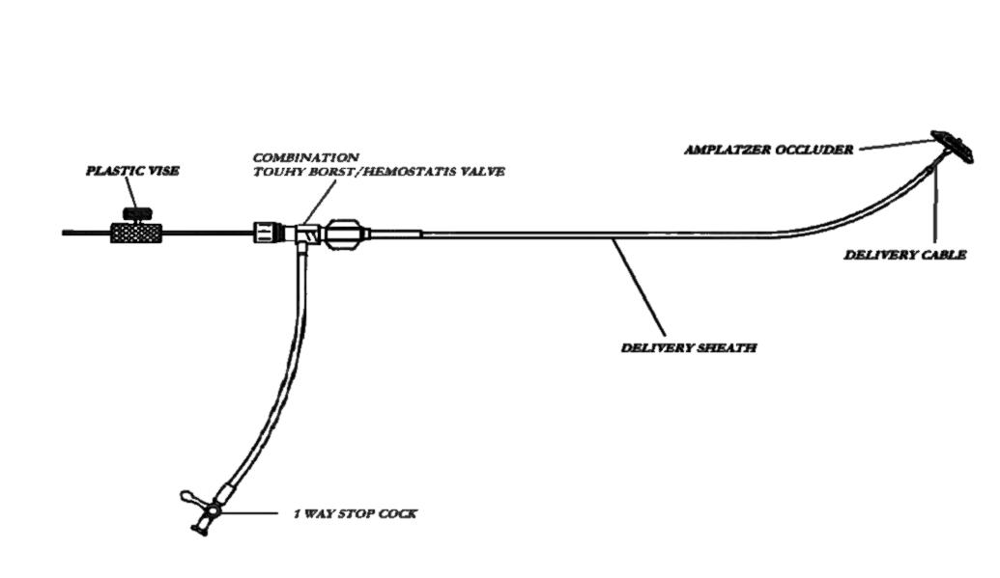 COMBINATION
TOUHY BORST/HEMOSTATIS VALVE
PLASTIC VISE
AMPLATZER OCCLUDER
DELIVERY CABLE
DELIVERY SHEATH
1 WAY STOP COCK